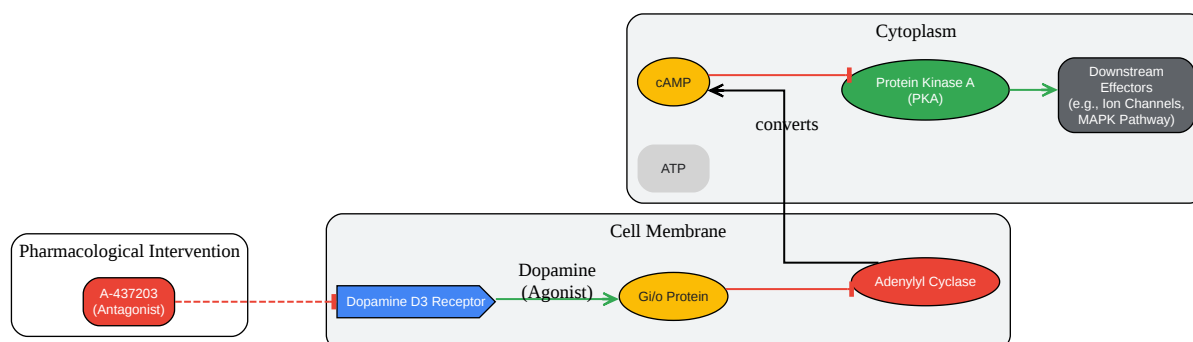 Cytoplasm
cAMP
Protein Kinase A
(PKA)
Downstream
Effectors
(e.g., Ion Channels,
MAPK Pathway)
converts
ATP
Pharmacological Intervention
A-437203
(Antagonist)
Cell Membrane
Dopamine D3 Receptor
Dopamine
(Agonist)
Gi/o Protein
Adenylyl Cyclase